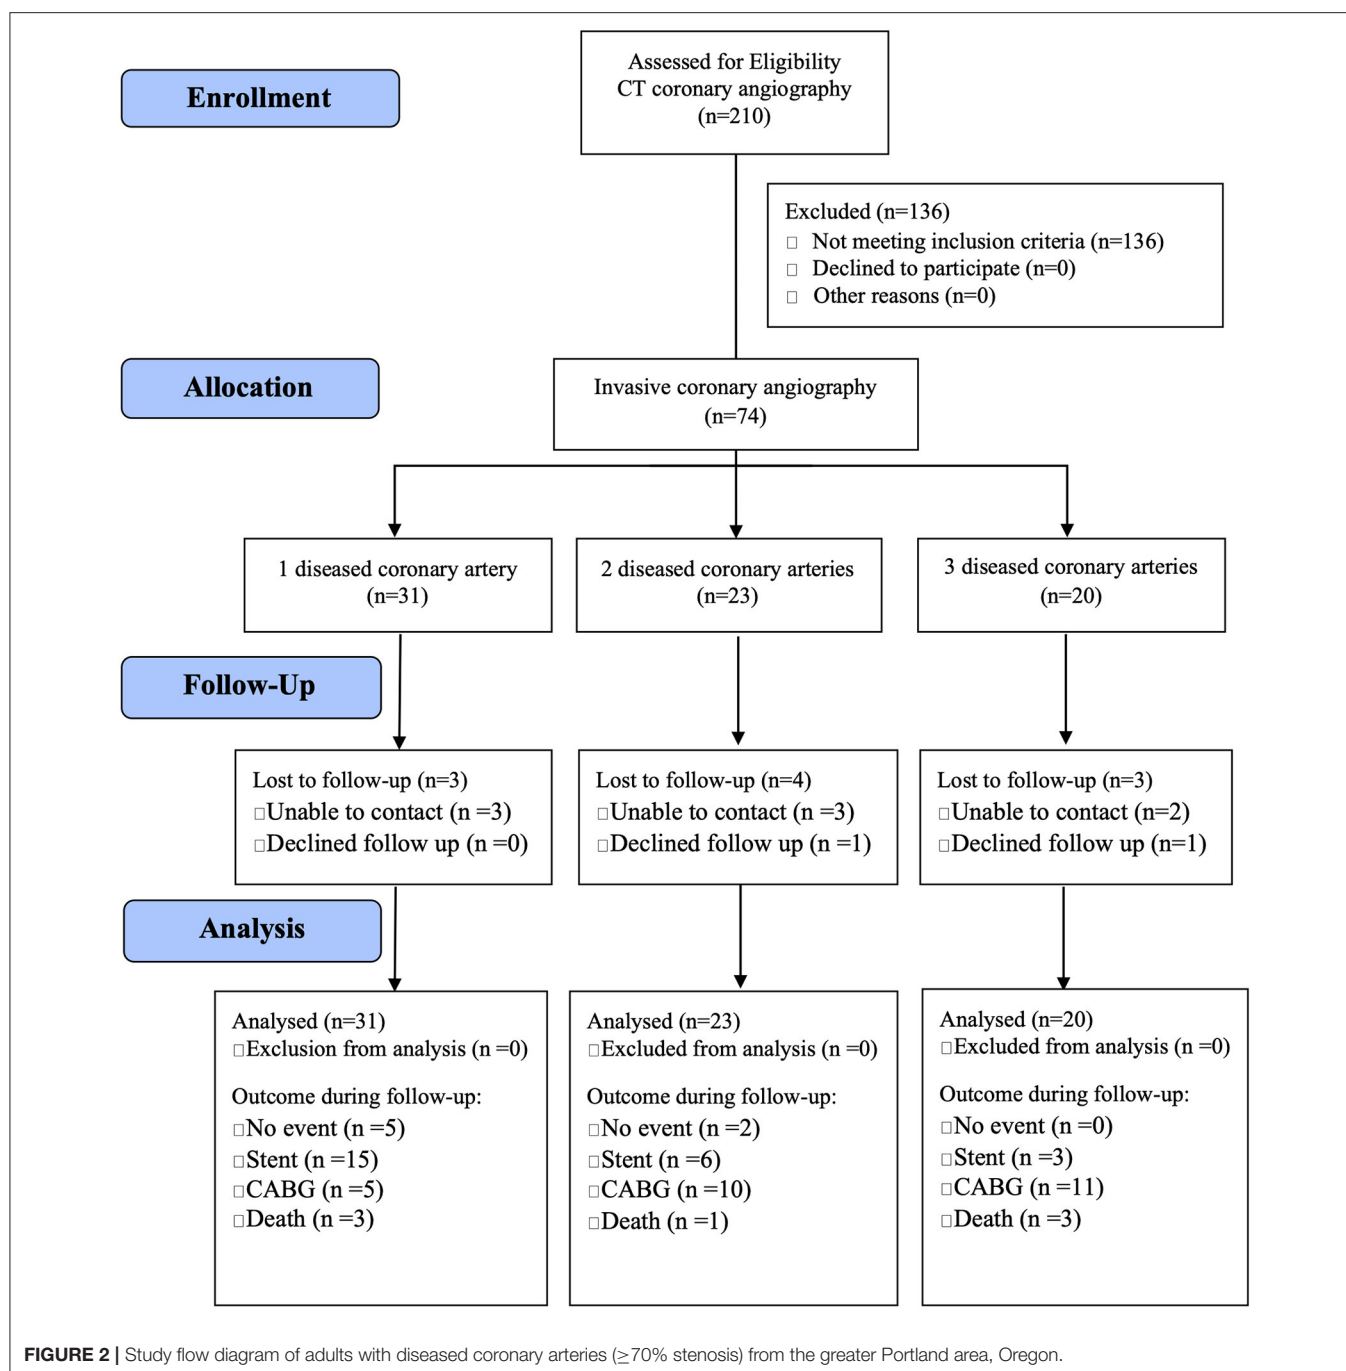 Enrollment
Assessed for Eligibility
CT coronary angiography
(n=210)
Excluded (n=136)
□ Not meeting inclusion criteria (n=136)
□ Declined to participate (n=0)
□ Other reasons (n=0)
Allocation
Invasive coronary angiography
(n=74)
1 diseased coronary artery
(n=31)
2 diseased coronary arteries
(n=23)
3 diseased coronary arteries
(n=20)
Follow-Up
Lost to follow-up (n=3)
□Unable to contact (n =3)
□Declined follow up (n =0)
Lost to follow-up (n=4)
□Unable to contact (n =3)
□Declined follow up (n =1)
Lost to follow-up (n=3)
□Unable to contact (n=2)
□Declined follow up (n=1)
Analysis
Analysed (n=31)
□Exclusion from analysis (n =0)
Outcome during follow-up:
□No event (n =5)
□Stent (n =15)
□CABG (n =5)
□Death (n =3)
Analysed (n=23)
□Excluded from analysis (n =0)
Outcome during follow-up:
□No event (n =2)
□Stent (n =6)
□CABG (n =10)
□Death (n =1)
Analysed (n=20)
□Excluded from analysis (n =0)
Outcome during follow-up:
□No event (n =0)
□Stent (n =3)
□CABG (n =11)
□Death (n =3)
FIGURE 2 | Study flow diagram of adults with diseased coronary arteries (≥70% stenosis) from the greater Portland area, Oregon.